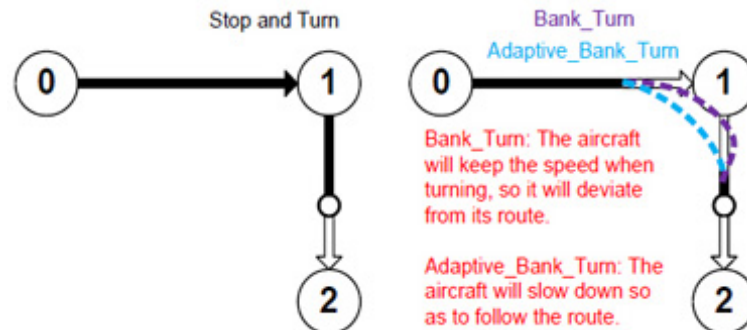 Stop and Turn
Bank_Turn
Adaptive_Bank_Turn
0
1
0
1
Bank_Turn: The aircraft
will keep the speed when
turning, so it will deviate
from its route.
Adaptive_Bank_Turn: The
aircraft will slow down so
as to follow the route.
2
2